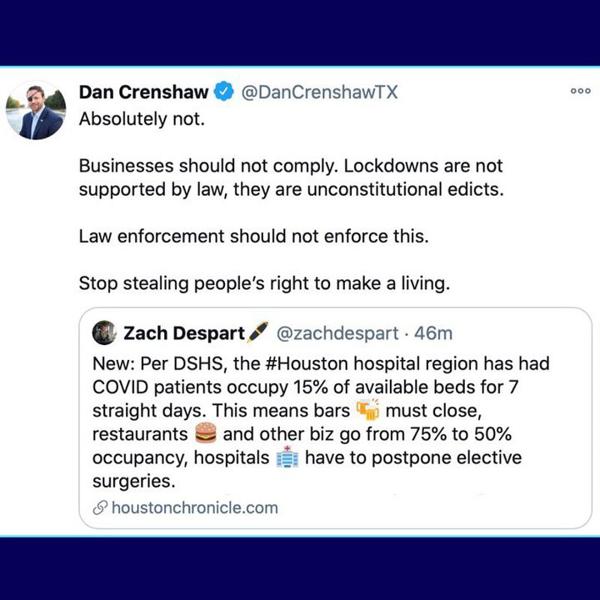 Dan Crenshaw @DanCrenshawTX
Absolutely not.
Businesses should not comply. Lockdowns are not
supported by law, they are unconstitutional edicts.
Law enforcement should not enforce this.
Stop stealing people's right to make a living.
Zach Despart @zachdespart · 46m
New: Per DSHS, the #Houston hospital region has had
COVID patients occupy 15% of available beds for 7
straight days. This means bars 🍻 must close,
restaurants 🍔 and other biz go from 75% to 50%
occupancy, hospitals 🏥 have to postpone elective
surgeries.
houstonchronicle.com